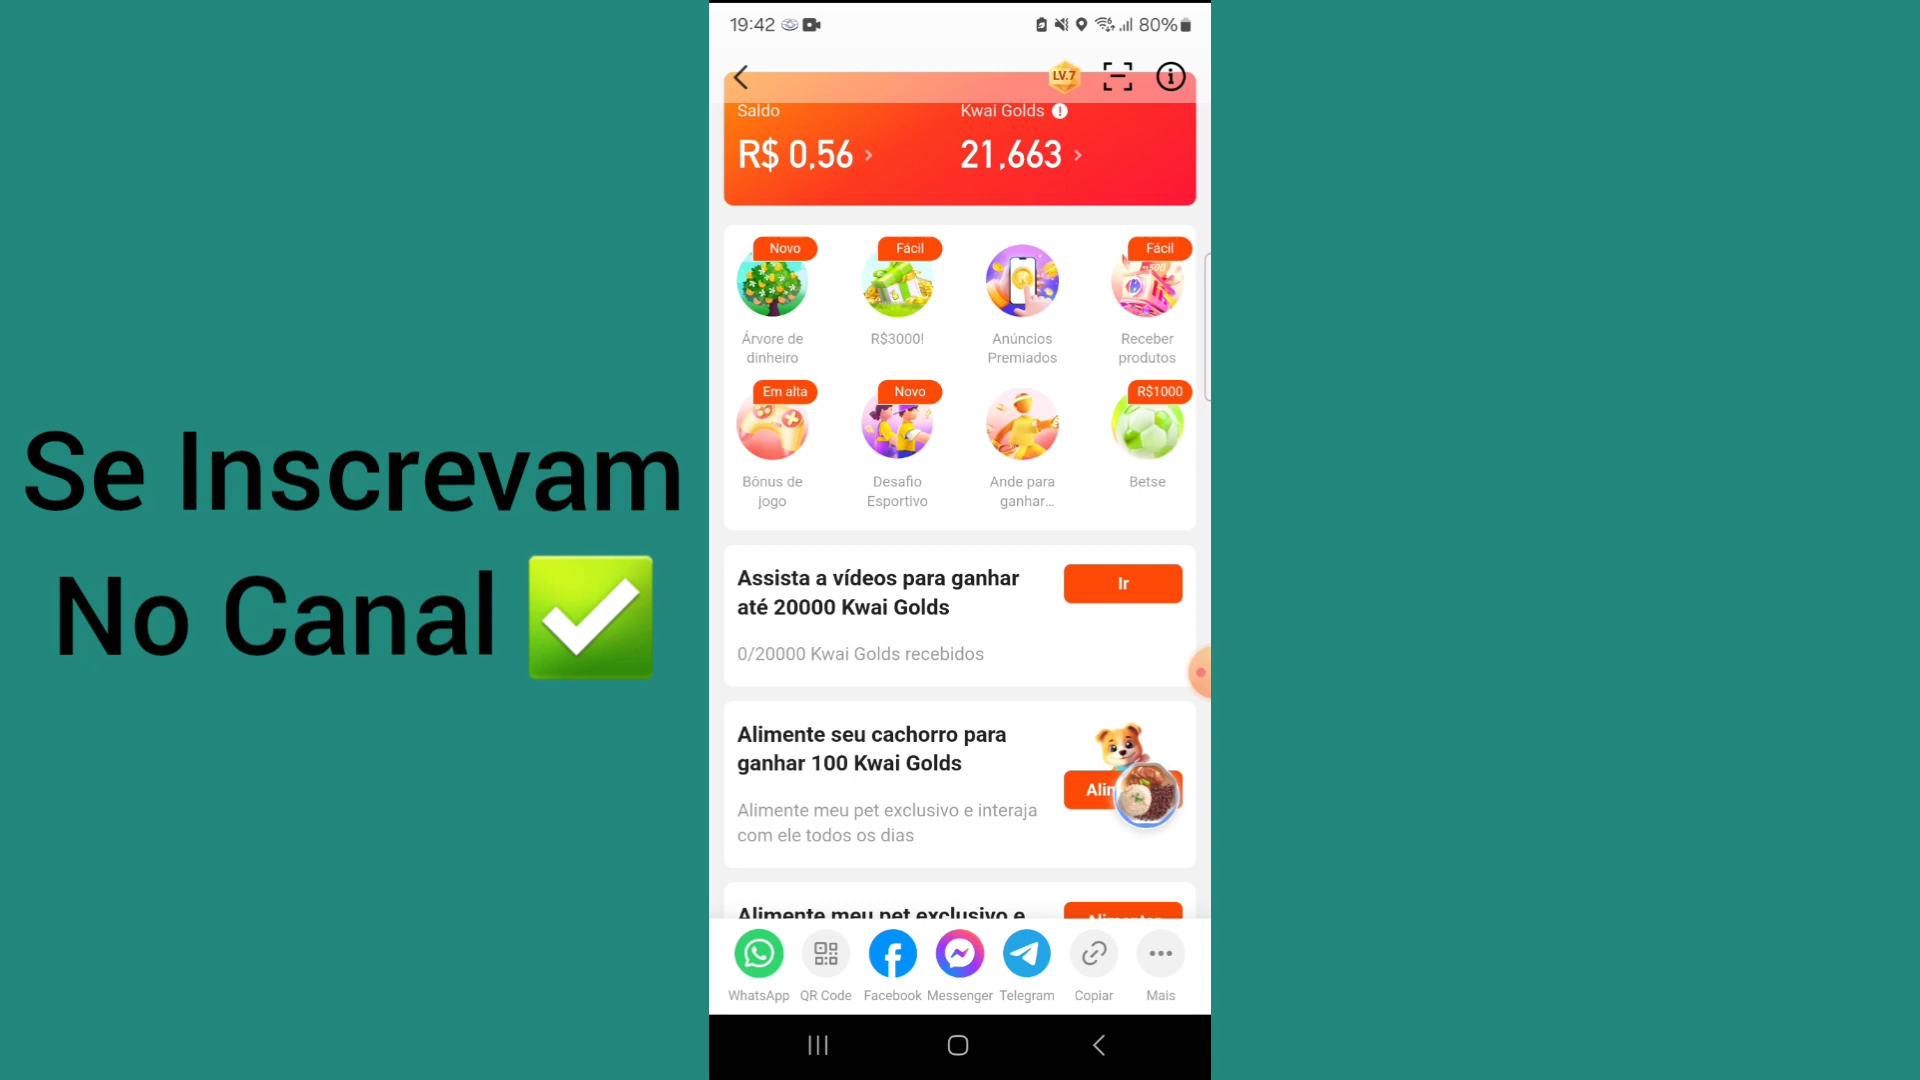 Se Inscrevam
No Canal ✅
19:42
80%
LV.7
Saldo
Kwai Golds
R$ 0,56 >
21,663 >
Novo
Fácil
Fácil
Árvore de
dinheiro
R$3000!
Anúncios
Premiados
Receber
produtos
Em alta
Novo
R$1000
Bônus de
jogo
Desafio
Esportivo
Ande para
ganhar...
Betse
Assista a vídeos para ganhar
até 20000 Kwai Golds
Ir
0/20000 Kwai Golds recebidos
Alimente seu cachorro para
ganhar 100 Kwai Golds
Alimente meu pet exclusivo e interaja
com ele todos os dias
Alimente meu pet exclusivo e
WhatsApp
QR Code
Facebook
Messenger
Telegram
Copiar
Mais